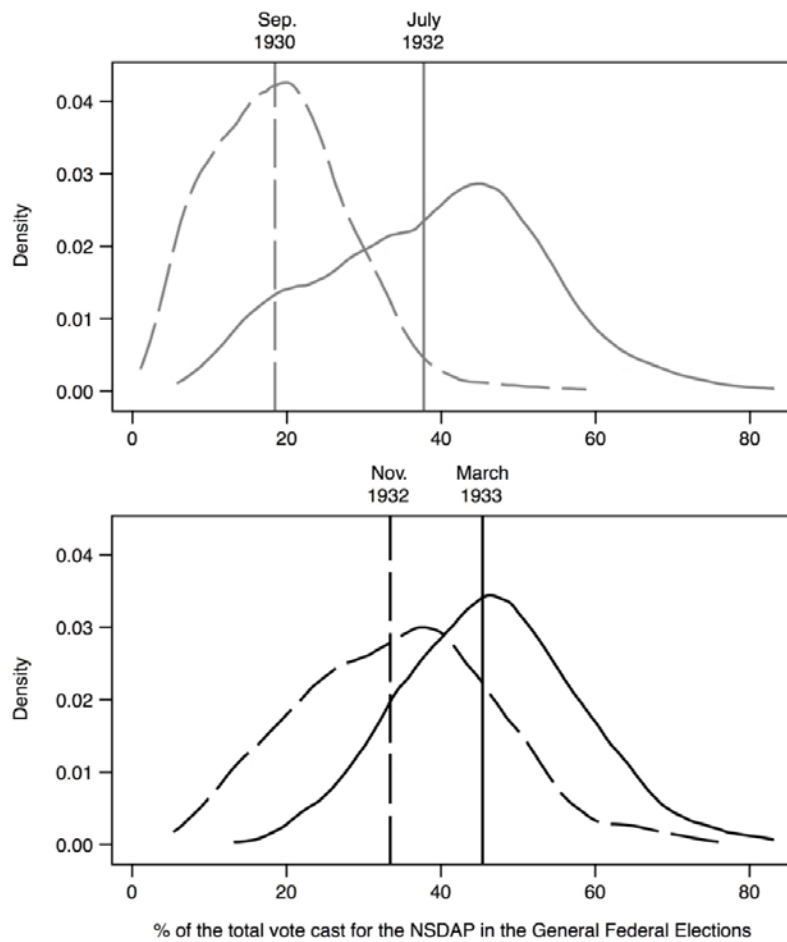 Sep.
1930
July
1932
0.04
0.03
0.02
0.01
0.00
Density
0 20 40 60 80
Nov.
1932
March
1933
0.04
0.03
0.02
0.01
0.00
Density
0 20 40 60 80
% of the total vote cast for the NSDAP in the General Federal Elections